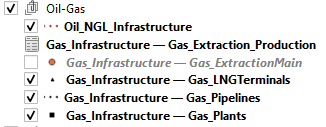 Oil-Gas
Oil_NGL_Infrastructure
Gas_Infrastructure — Gas_Extraction_Production
Gas_Infrastructure — Gas_ExtractionMain
Gas_Infrastructure — Gas_LNGTerminals
Gas_Infrastructure — Gas_Pipelines
Gas_Infrastructure — Gas_Plants